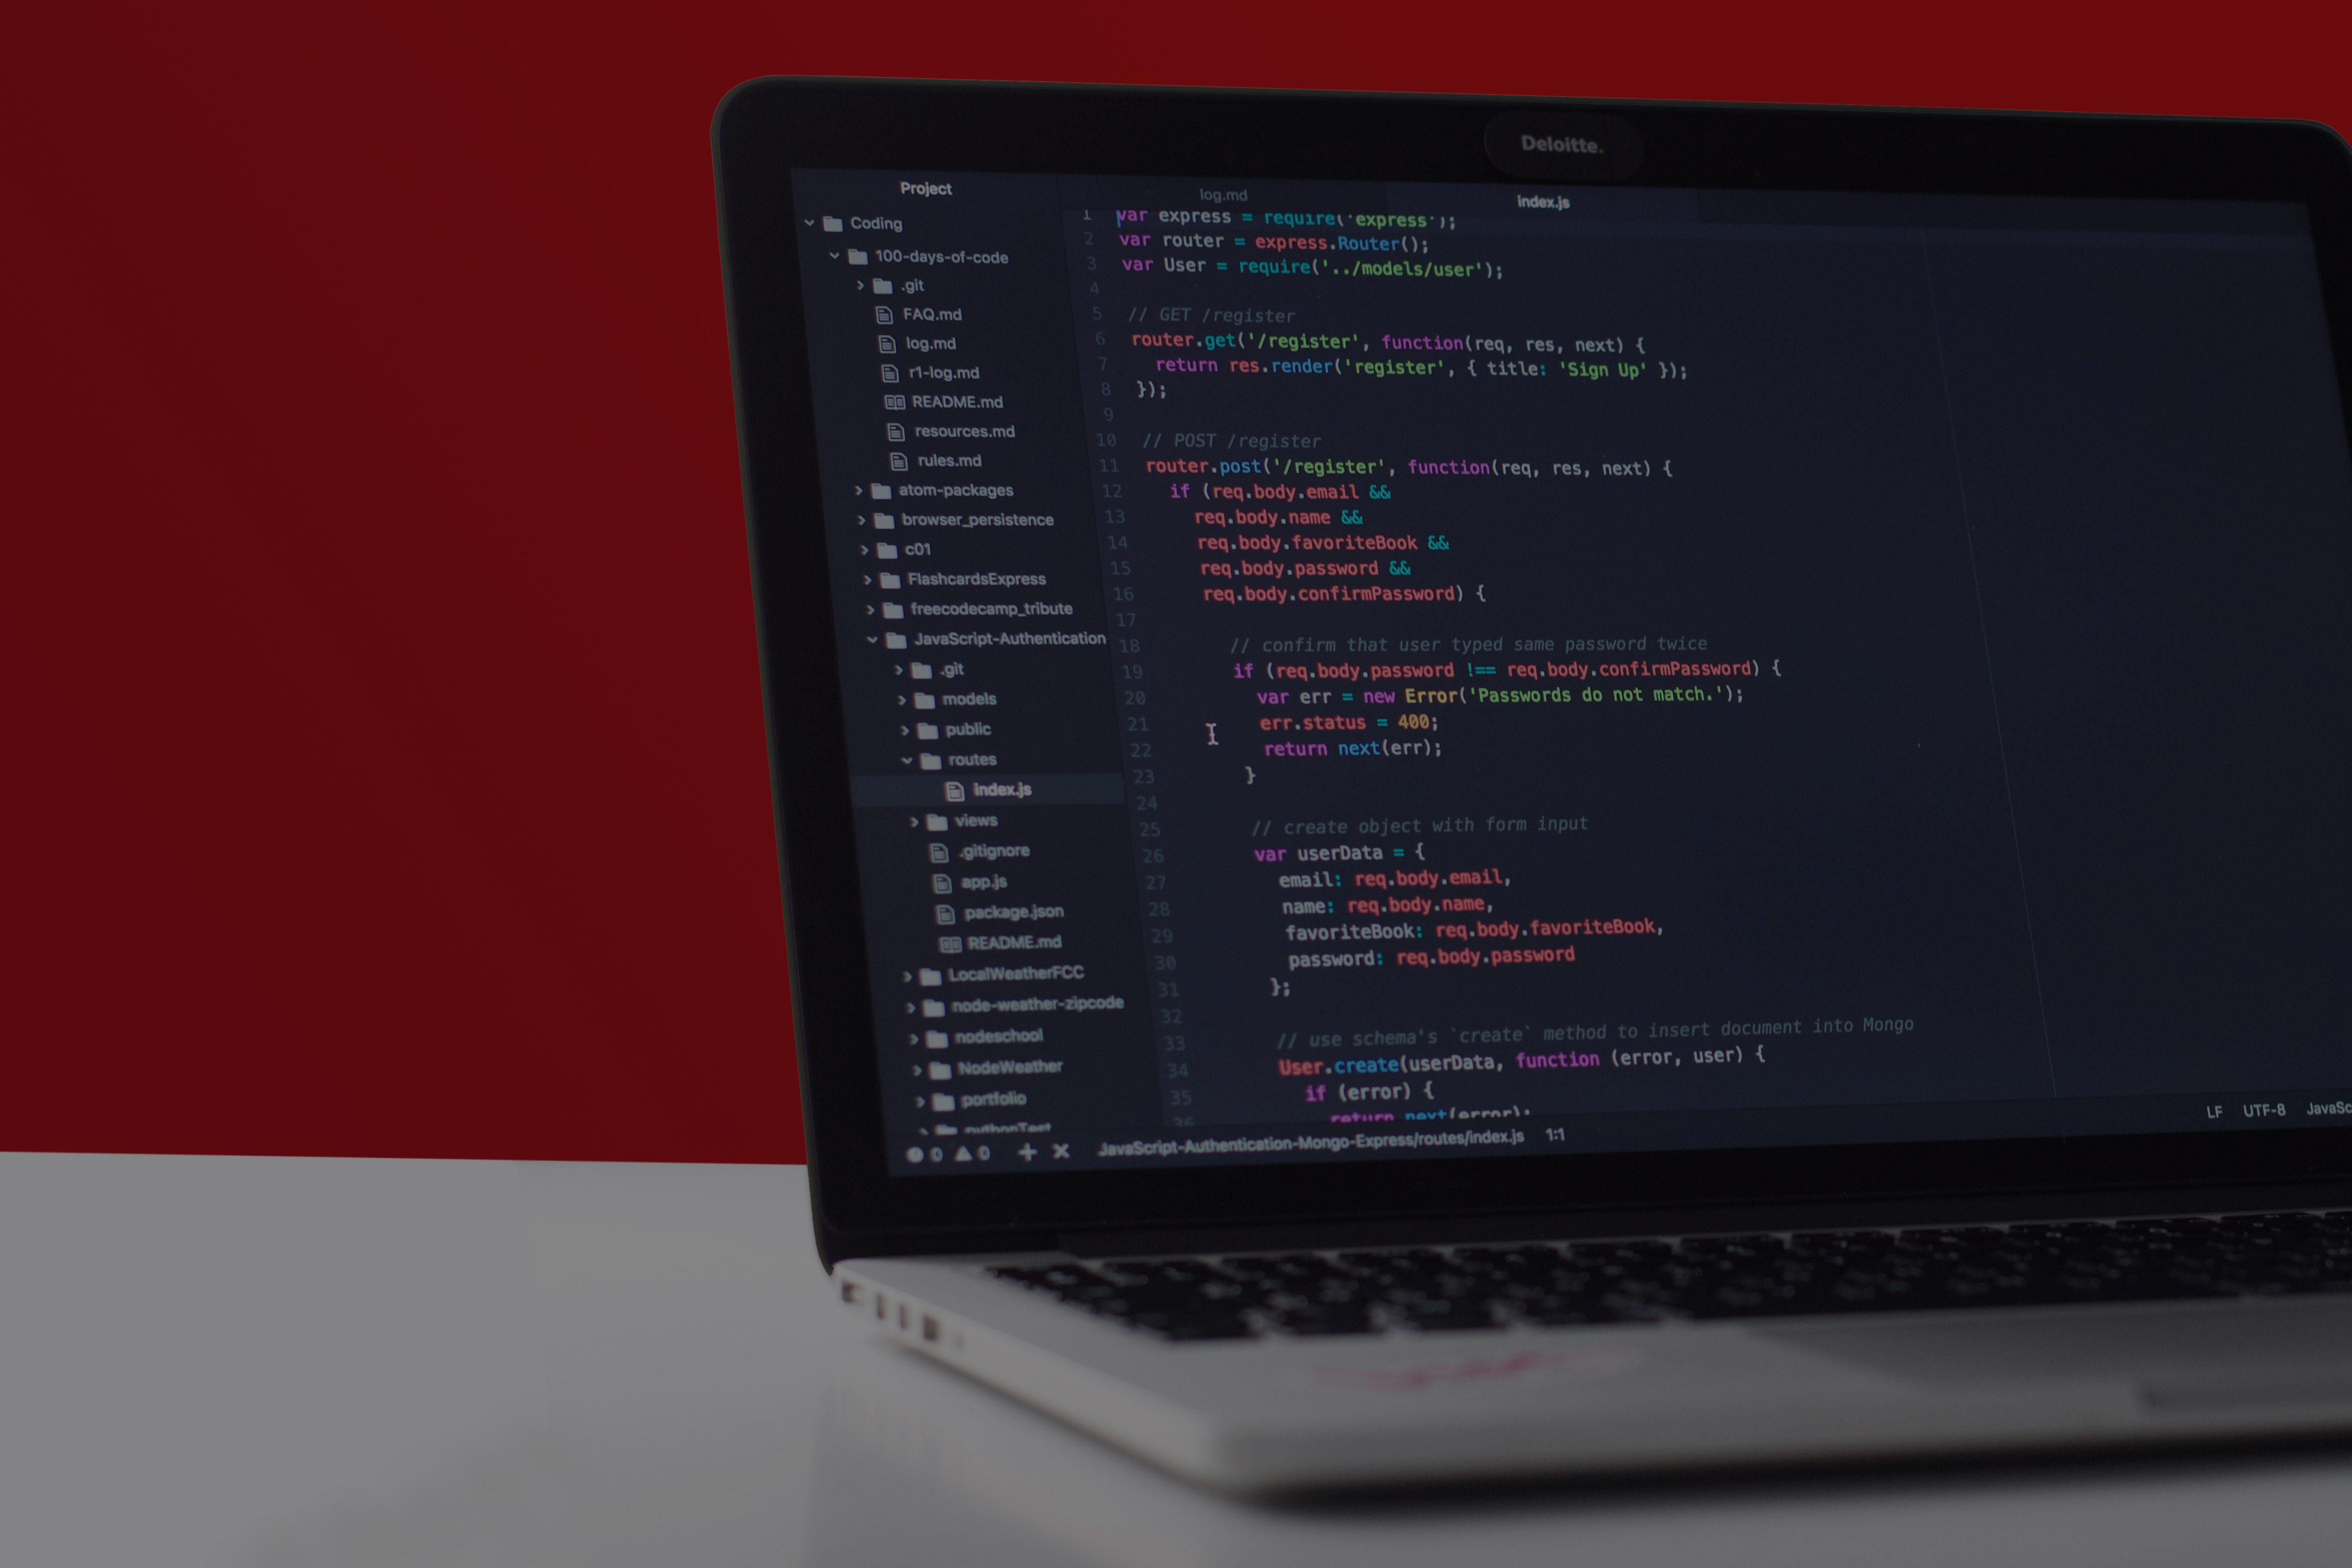 Deloitte.
Project
log.md
index.js
Coding
100-days-of-code
.git
FAQ.md
log.md
r1-log.md
README.md
resources.md
rules.md
atom-packages
browser_persistence
c01
FlashcardsExpress
freecodecamp_tribute
JavaScript-Authentication
.git
models
public
routes
index.js
views
.gitignore
app.js
package.json
README.md
LocalWeatherFCC
node-weather-zipcode
nodeschool
NodeWeather
portfolio
pythonTest
1 var express = require('express');
2 var router = express.Router();
3 var User = require('../models/user');
4
5 // GET /register
6 router.get('/register', function(req, res, next) {
7 return res.render('register', { title: 'Sign Up' });
8 });
9
10 // POST /register
11 router.post('/register', function(req, res, next) {
12 if (req.body.email &&
13 req.body.name &&
14 req.body.favoriteBook &&
15 req.body.password &&
16 req.body.confirmPassword) {
17
18 // confirm that user typed same password twice
19 if (req.body.password !== req.body.confirmPassword) {
20 var err = new Error('Passwords do not match.');
21 err.status = 400;
22 return next(err);
23 }
24
25 // create object with form input
26 var userData = {
27 email: req.body.email,
28 name: req.body.name,
29 favoriteBook: req.body.favoriteBook,
30 password: req.body.password
31 };
32
33 // use schema's `create` method to insert document into Mongo
34 User.create(userData, function (error, user) {
35 if (error) {
36 return next(error);
0 0 JavaScript-Authentication-Mongo-Express/routes/index.js 1:1 LF UTF-8 JavaSc